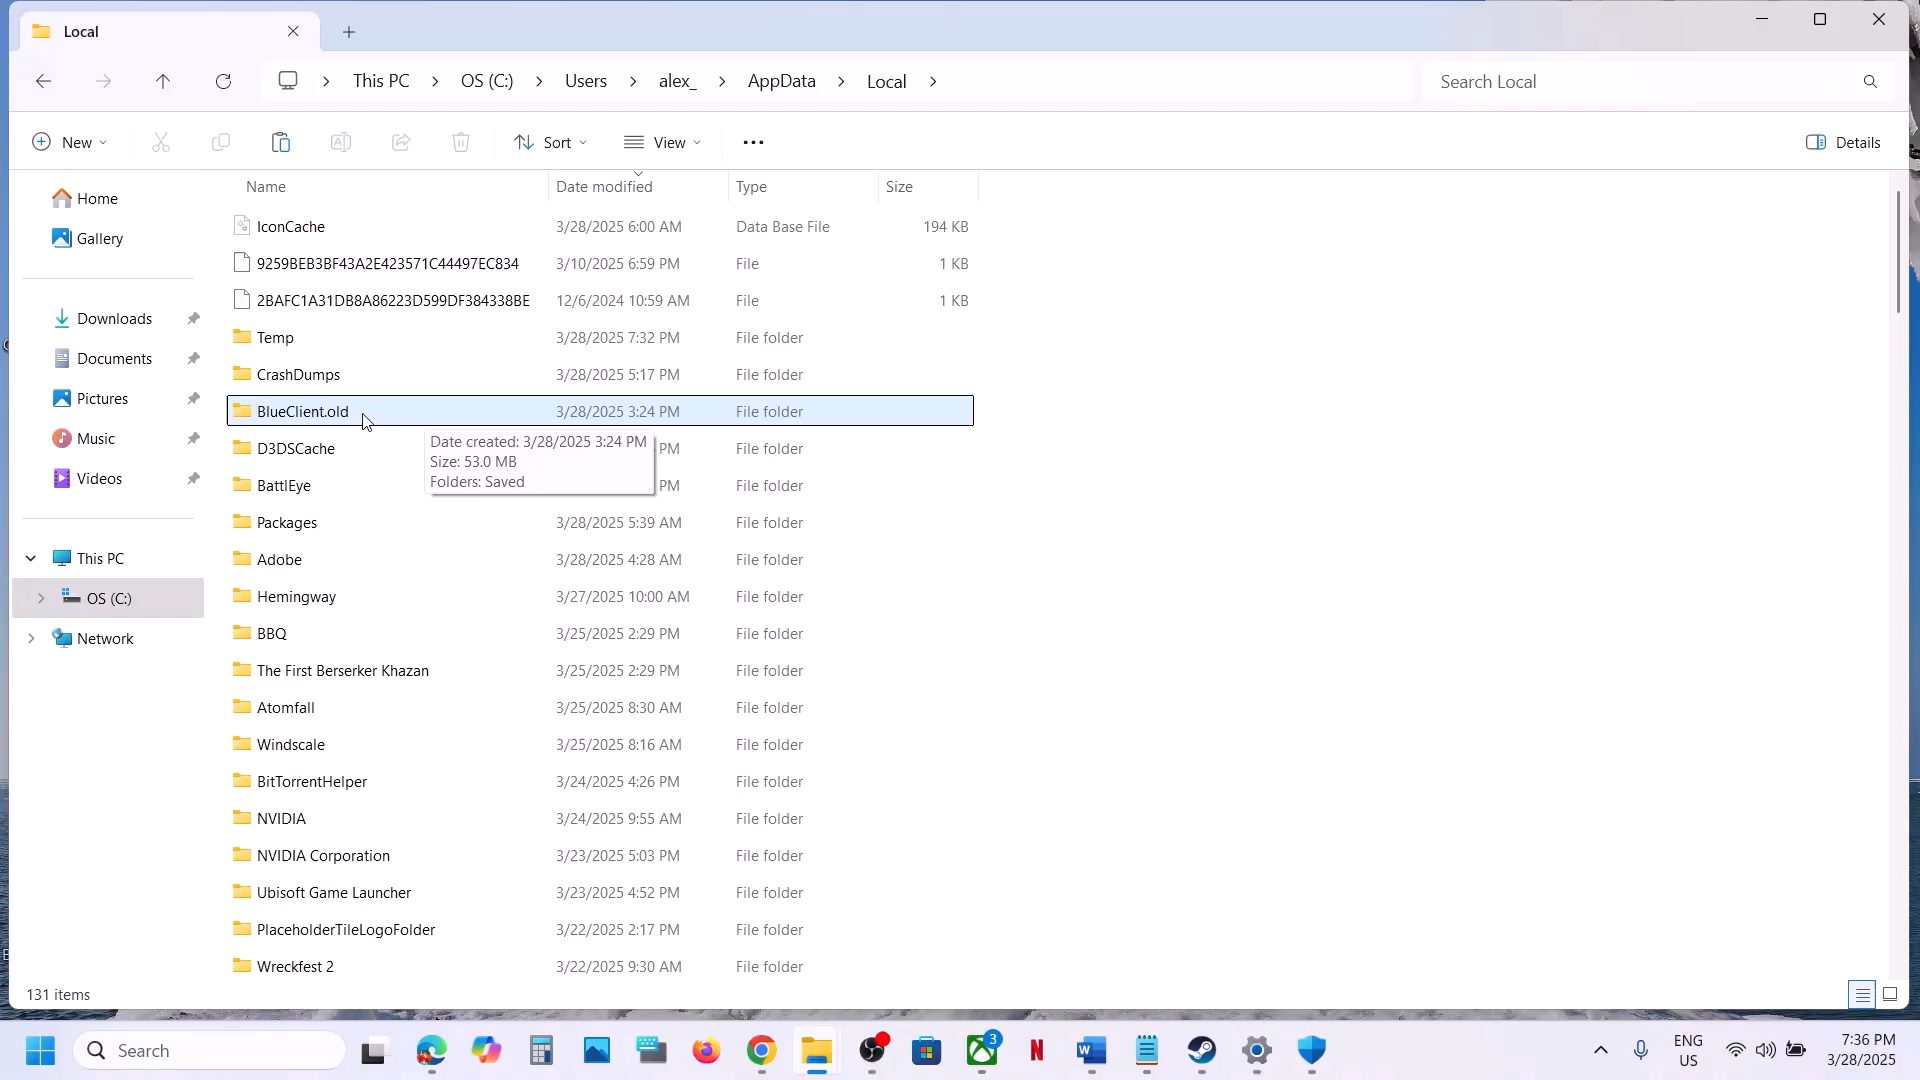 Local
This PC
OS (C:)
Users
alex_
AppData
Local
Search Local
New
Sort
View
Details
Name
Date modified
Type
Size
Home
Gallery
Downloads
Documents
Pictures
Music
Videos
This PC
OS (C:)
Network
IconCache 3/28/2025 6:00 AM Data Base File 194 KB
9259BEB3BF43A2E423571C44497EC834 3/10/2025 6:59 PM File 1 KB
2BAFC1A31DB8A86223D599DF384338BE 12/6/2024 10:59 AM File 1 KB
Temp 3/28/2025 7:32 PM File folder
CrashDumps 3/28/2025 5:17 PM File folder
BlueClient.old 3/28/2025 3:24 PM File folder
Date created: 3/28/2025 3:24 PM
Size: 53.0 MB
Folders: Saved
D3DSCache PM File folder
BattlEye PM File folder
Packages 3/28/2025 5:39 AM File folder
Adobe 3/28/2025 4:28 AM File folder
Hemingway 3/27/2025 10:00 AM File folder
BBQ 3/25/2025 2:29 PM File folder
The First Berserker Khazan 3/25/2025 2:29 PM File folder
Atomfall 3/25/2025 8:30 AM File folder
Windscale 3/25/2025 8:16 AM File folder
BitTorrentHelper 3/24/2025 4:26 PM File folder
NVIDIA 3/24/2025 9:55 AM File folder
NVIDIA Corporation 3/23/2025 5:03 PM File folder
Ubisoft Game Launcher 3/23/2025 4:52 PM File folder
PlaceholderTileLogoFolder 3/22/2025 2:17 PM File folder
Wreckfest 2 3/22/2025 9:30 AM File folder
131 items
Search
3
ENG
US
7:36 PM
3/28/2025